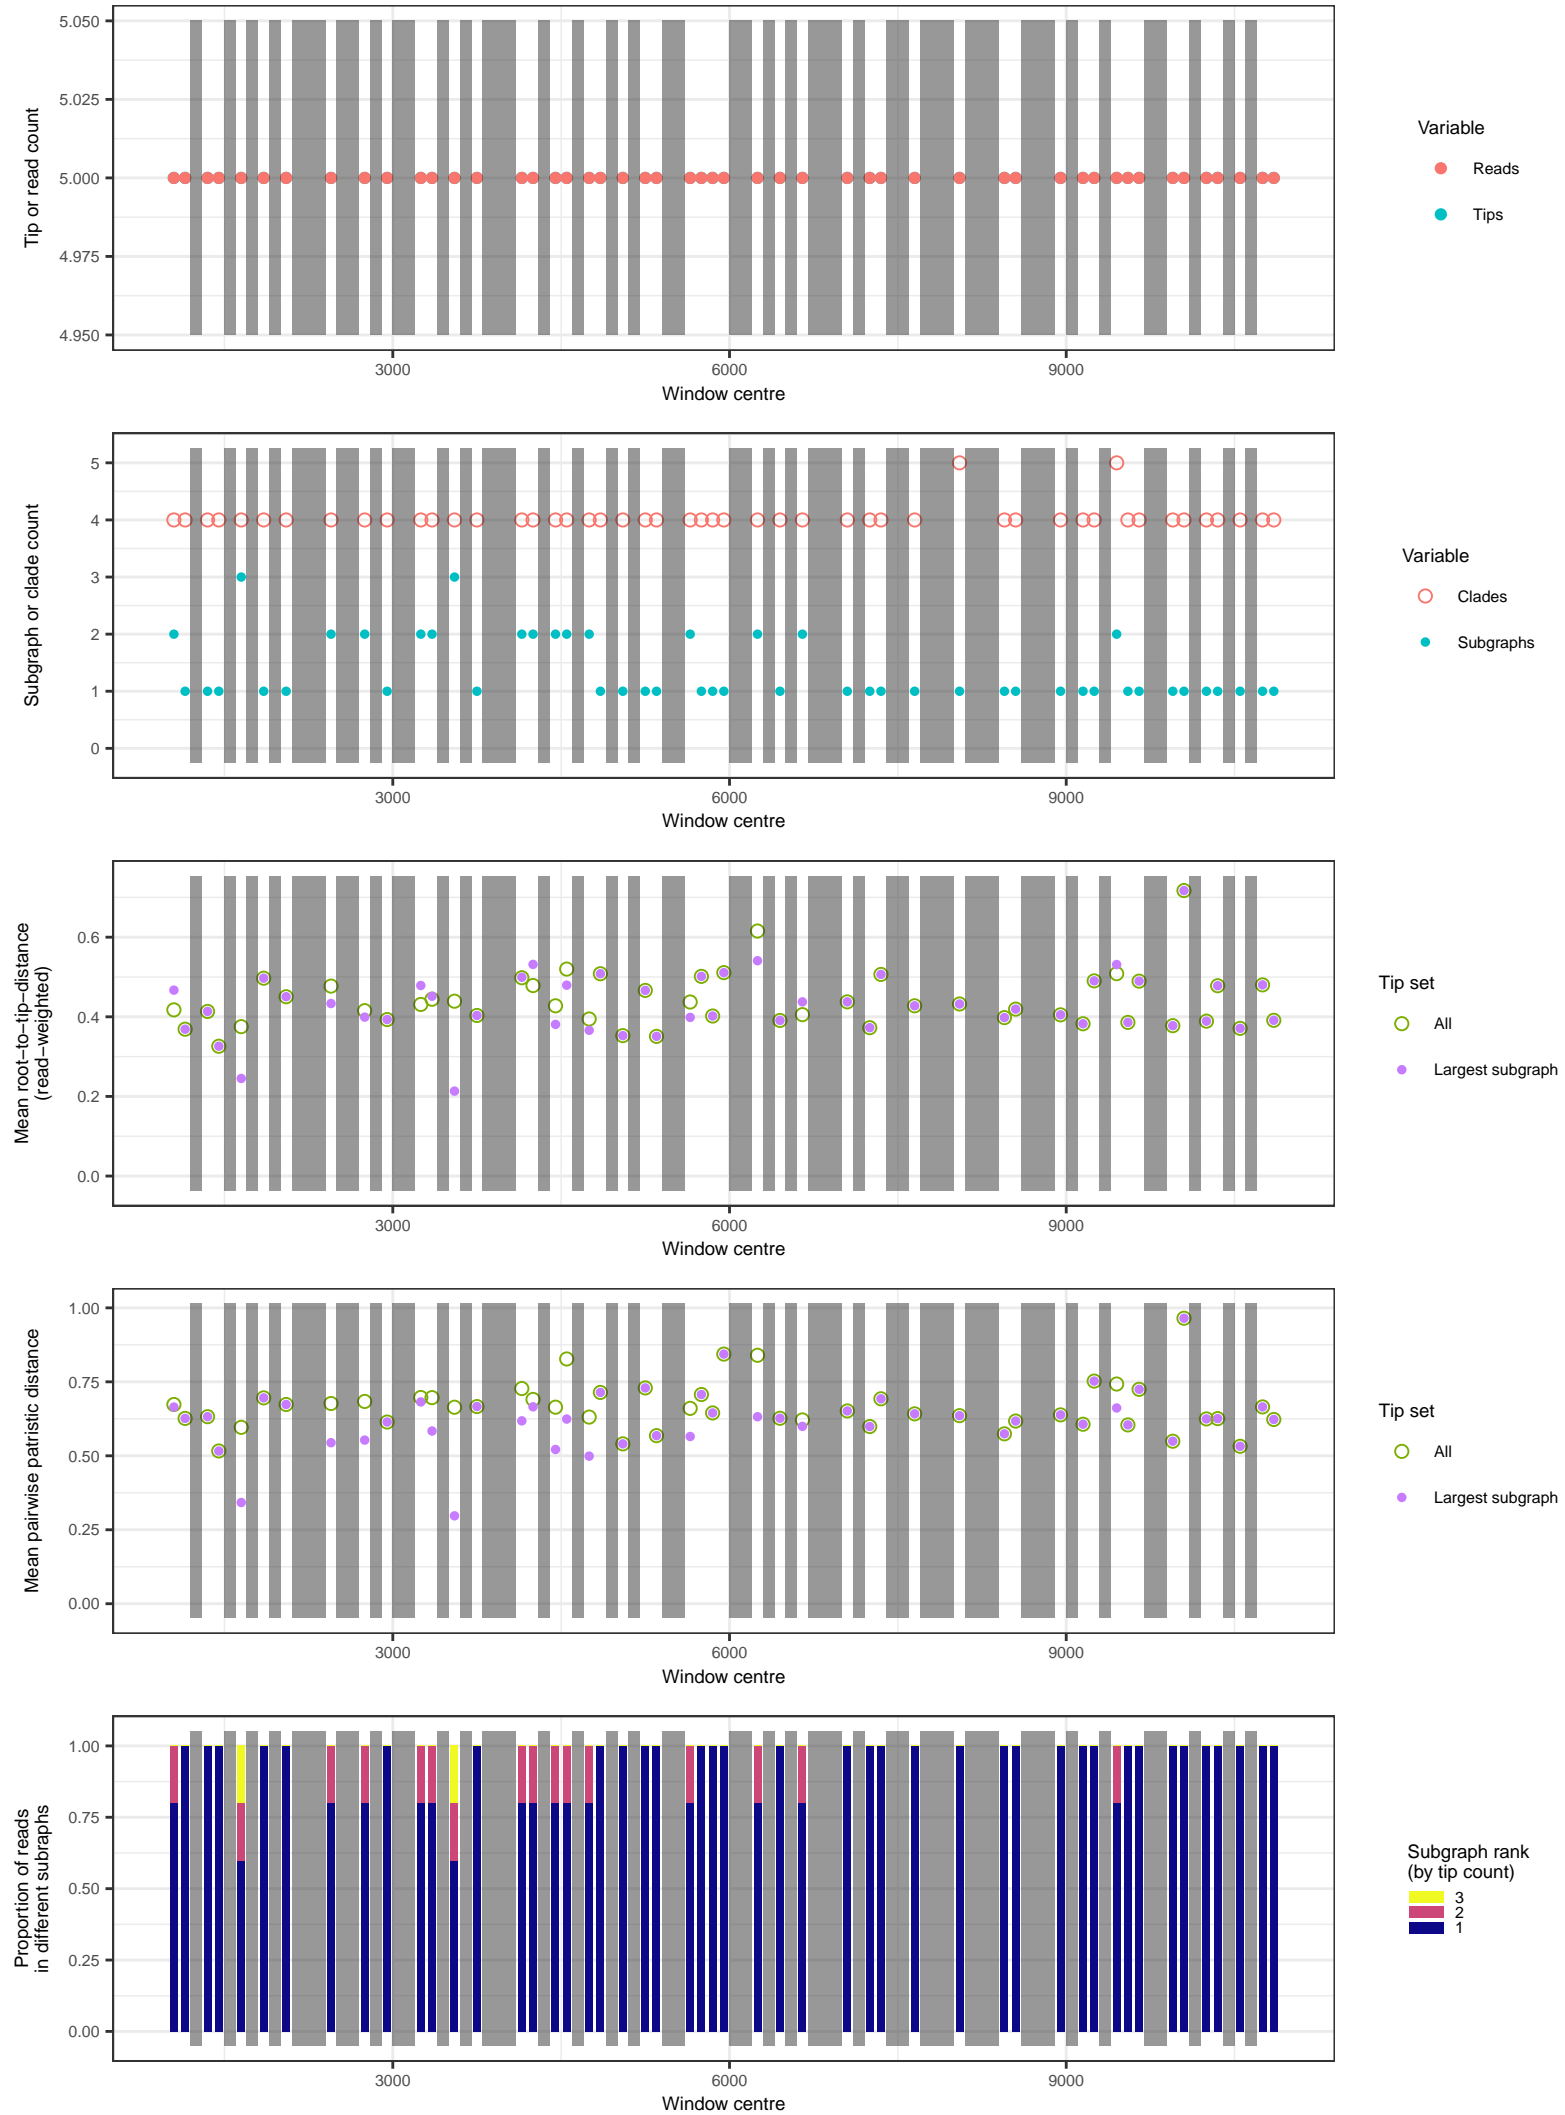 5.050
5.025
5.000
4.975
4.950
Tip or read count
3000 6000 9000
Window centre
Variable
Reads
Tips
5
4
3
2
1
0
Subgraph or clade count
3000 6000 9000
Window centre
Variable
Clades
Subgraphs
0.6
0.4
0.2
0.0
Mean root−to−tip−distance
(read−weighted)
3000 6000 9000
Window centre
Tip set
All
Largest subgraph
1.00
0.75
0.50
0.25
0.00
Mean pairwise patristic distance
3000 6000 9000
Window centre
Tip set
All
Largest subgraph
1.00
0.75
0.50
0.25
0.00
Proportion of reads
in different subraphs
3000 6000 9000
Window centre
Subgraph rank
(by tip count)
3
2
1